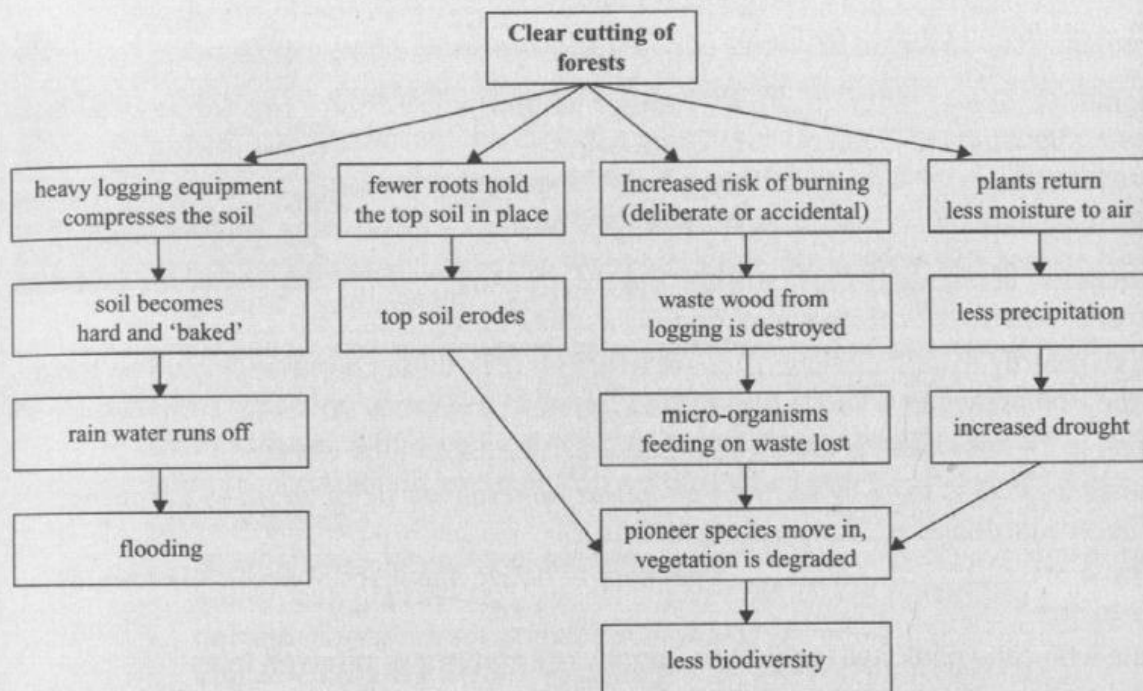 Clear cutting of
forests
heavy logging equipment
compresses the soil
fewer roots hold
the top soil in place
Increased risk of burning
(deliberate or accidental)
plants return
less moisture to air
soil becomes
hard and ‘baked’
top soil erodes
waste wood from
logging is destroyed
less precipitation
rain water runs off
micro-organisms
feeding on waste lost
increased drought
flooding
pioneer species move in,
vegetation is degraded
less biodiversity